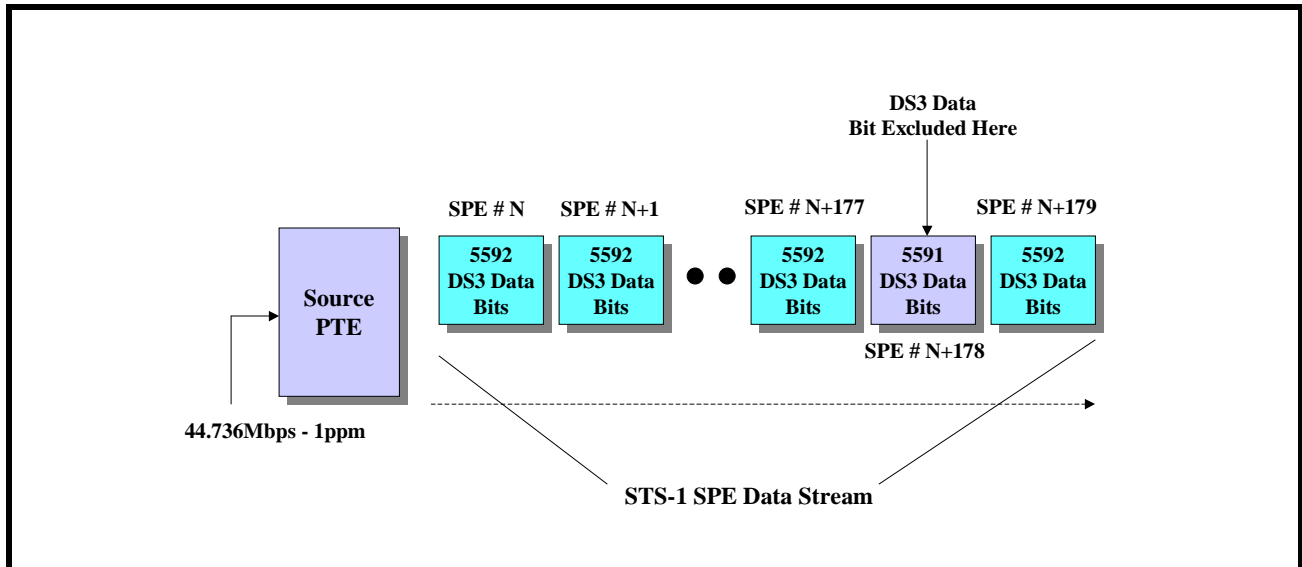 DS3 Data
Bit Excluded Here
SPE # N
SPE # N+1
SPE # N+177
SPE # N+179
5592
DS3 Data
Bits
5592
DS3 Data
Bits
5592
DS3 Data
Bits
5591
DS3 Data
Bits
5592
DS3 Data
Bits
Source
PTE
SPE # N+178
44.736Mbps - 1ppm
STS-1 SPE Data Stream